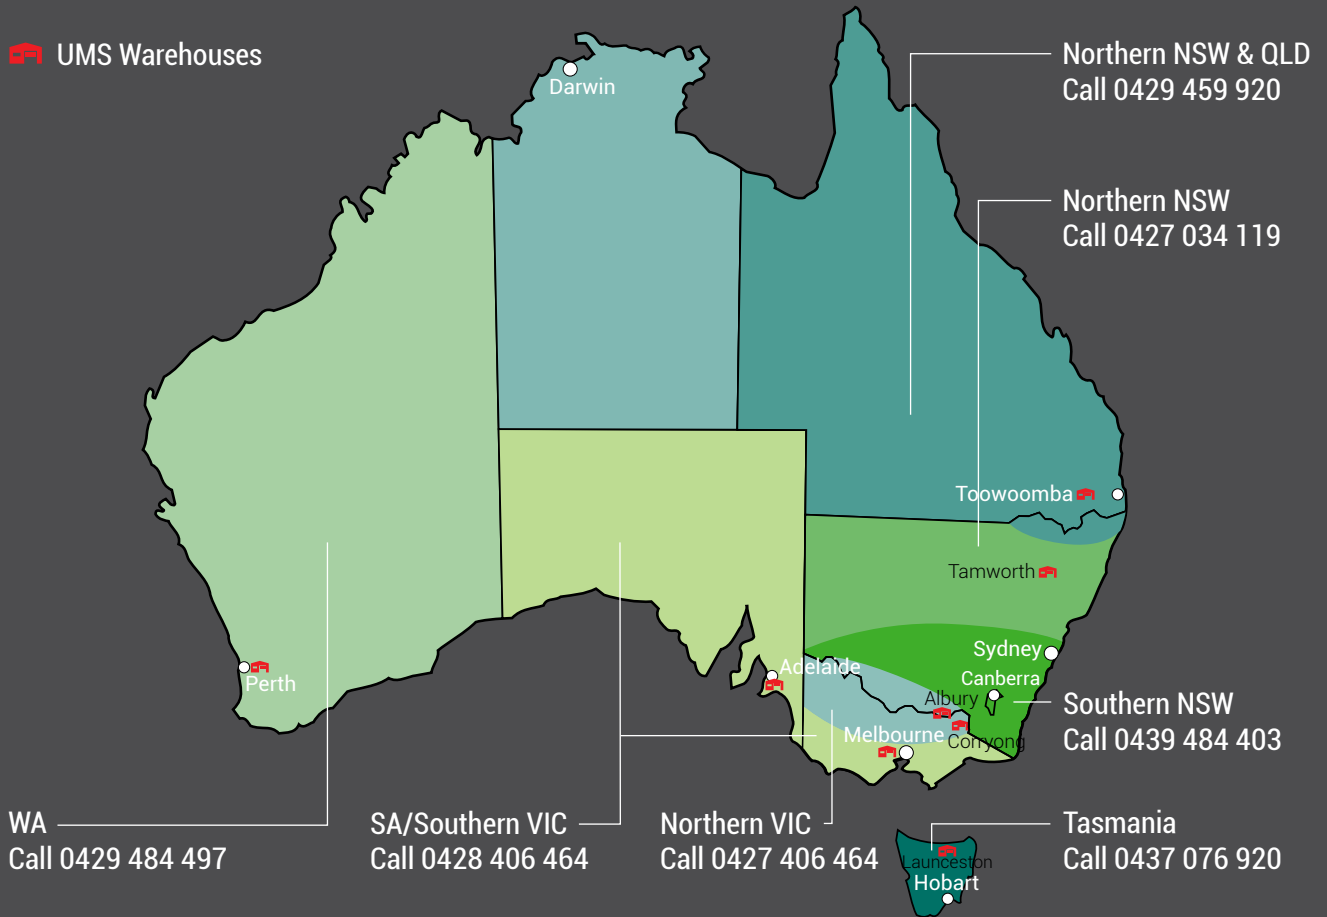 UMS Warehouses
Darwin
Northern NSW & QLD
Call 0429 459 920
Northern NSW
Call 0427 034 119
Toowoomba
Tamworth
Sydney
Canberra
Adelaide
Perth
Albury
Melbourne
Corryong
Southern NSW
Call 0439 484 403
WA
Call 0429 484 497
SA/Southern VIC
Call 0428 406 464
Northern VIC
Call 0427 406 464
Tasmania
Call 0437 076 920
Launceston
Hobart